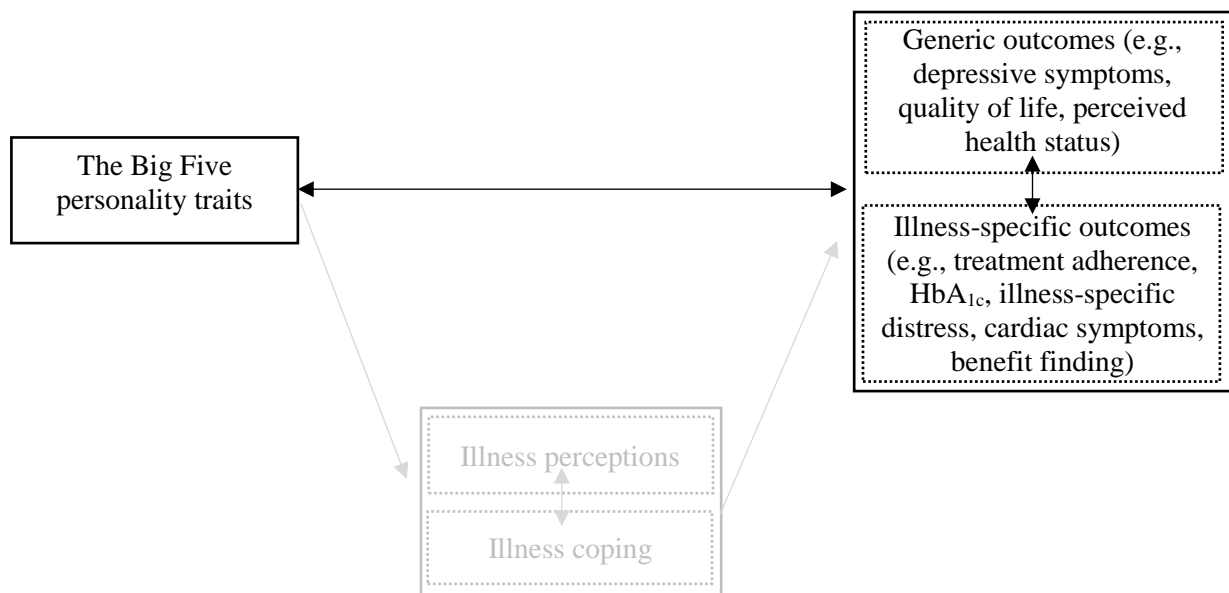 Generic outcomes (e.g.,
depressive symptoms,
quality of life, perceived
health status)
The Big Five
personality traits
Illness-specific outcomes
(e.g., treatment adherence,
HbA1c, illness-specific
distress, cardiac symptoms,
benefit finding)
Illness perceptions
Illness coping